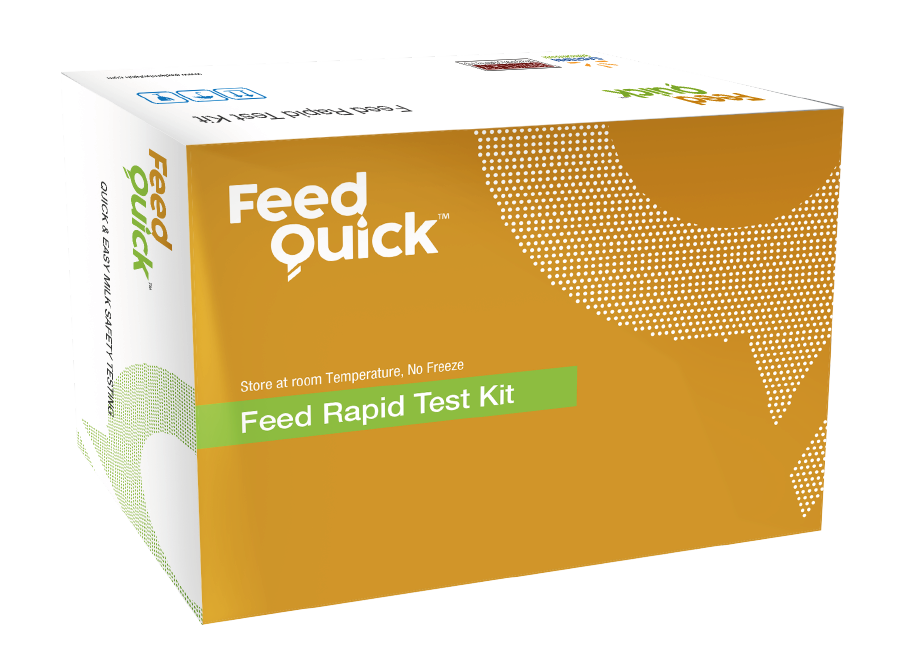 Feed
Quick™
Store at room Temperature, No Freeze
Feed Rapid Test Kit
Feed
Quick™
QUICK & EASY MILK SAFETY TESTING
Feed Rapid Test Kit
Feed
Quick